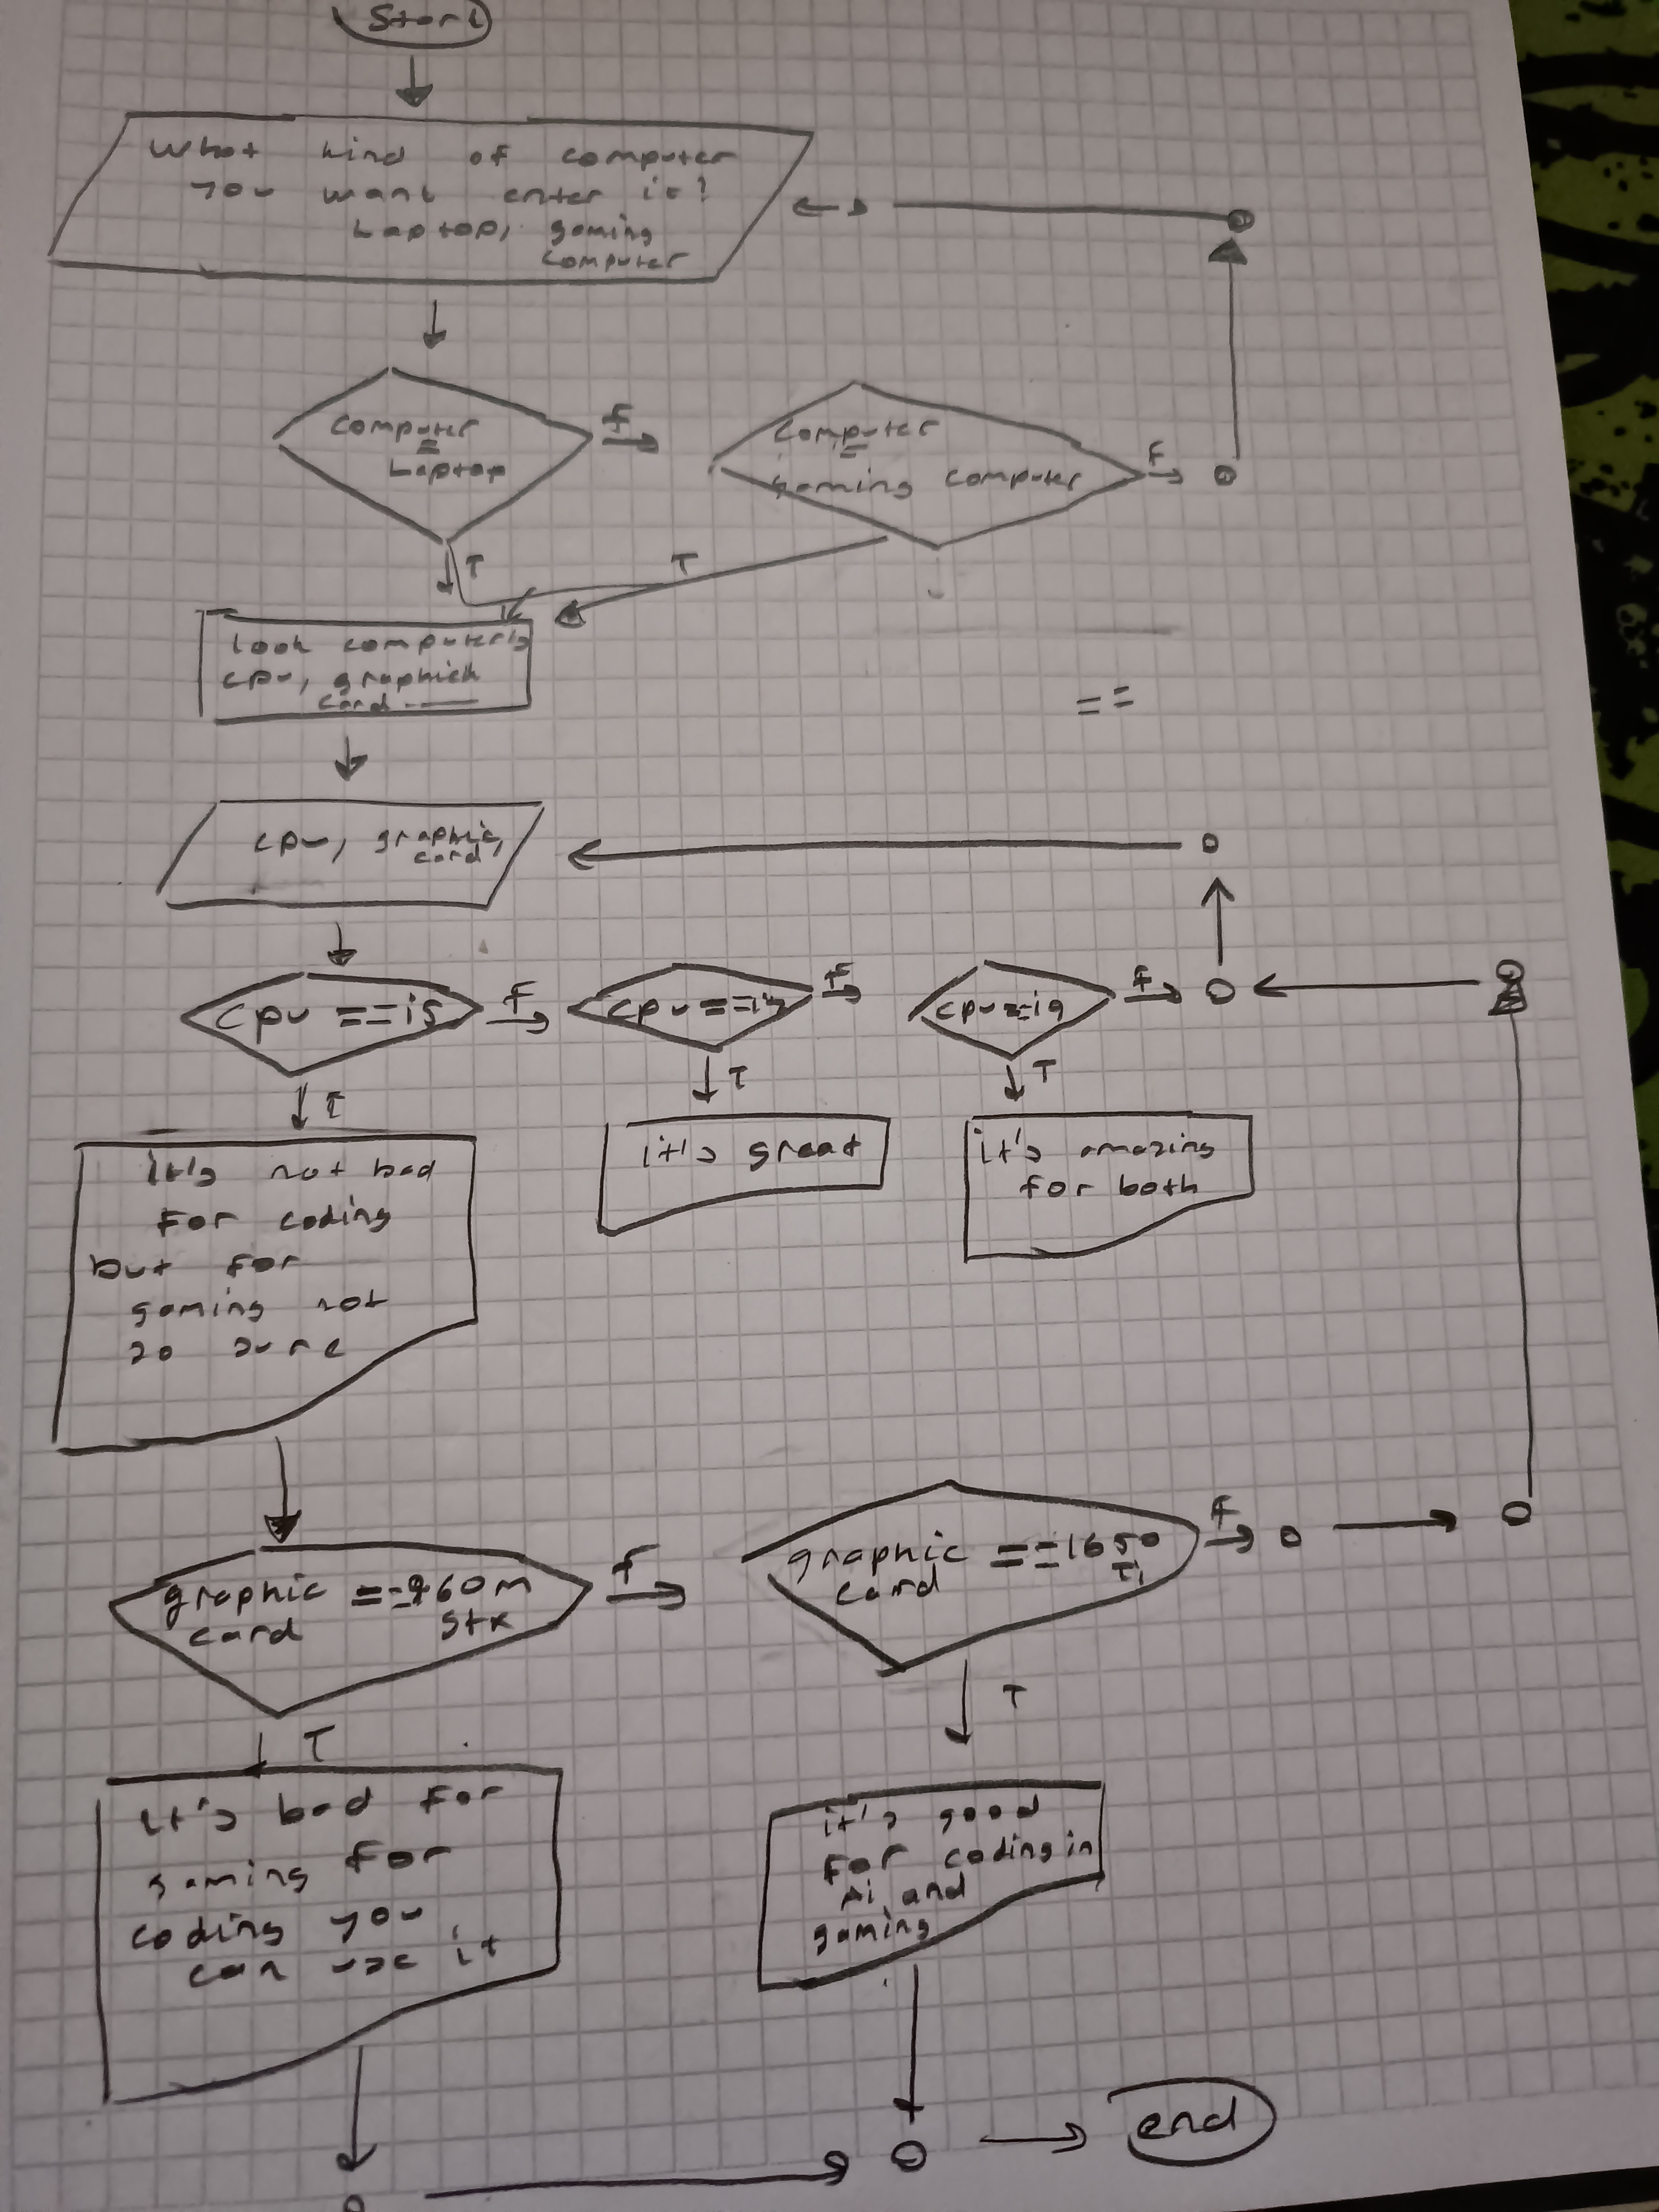 Start
What kind of computer
you want enter it?
Laptop, gaming
computer
computer
=
Laptop
F
computer
=
gaming computer
F
T
T
look computer's
cpu, graphick
card
==
cpu, graphic,
card
cpu ==i5
F
cpu ==i7
F
cpu==i9
F
T
T
T
it's not bad
for coding
but for
gaming not
so sure
it's great
it's amazing
for both
graphic ==960m
card gtx
F
graphic ==1650
card Ti
F
T
T
it's bad for
gaming for
coding you
can use it
it's good
for coding in
Ai and
gaming
end